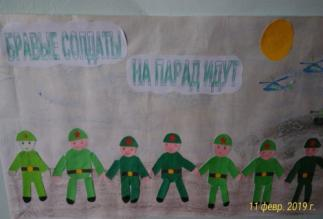 БРАВЫЕ СОЛДАТЫ
НА ПАРАД ИДУТ
11 февр. 2019 г.